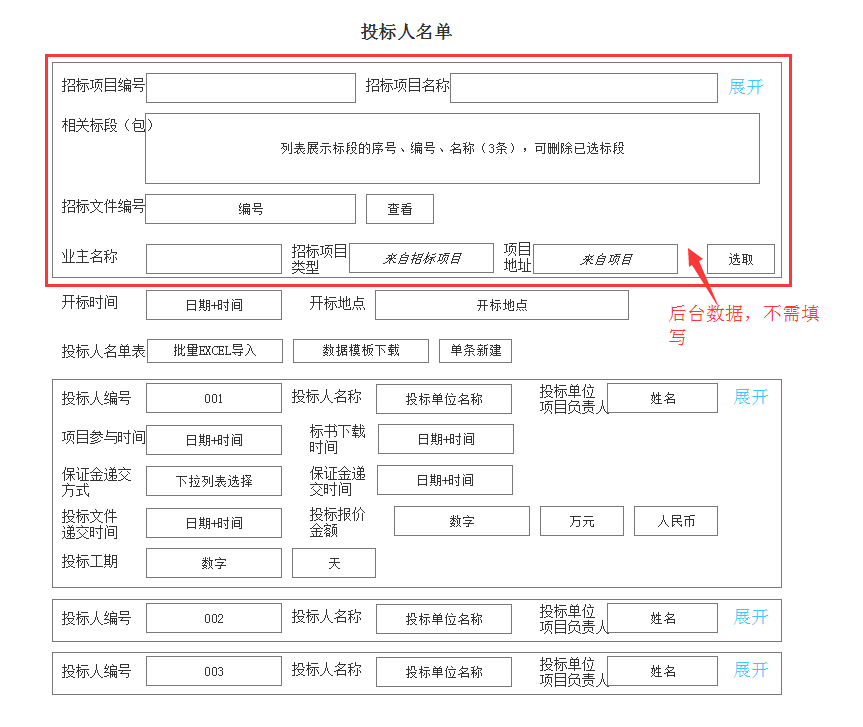 投标人名单
招标项目编号 招标项目名称 展开
相关标段（包）
列表展示标段的序号、编号、名称（3条），可删除已选标段
招标文件编号 编号 查看
业主名称 招标项目
类型 来自招标项目 项目
地址 来自项目 选取
开标时间 日期+时间 开标地点 开标地点
后台数据，不需填
写
投标人名单表 批量EXCEL导入 数据模板下载 单条新建
投标人编号 001 投标人名称 投标单位名称 投标单位
项目负责人 姓名 展开
项目参与时间 日期+时间 标书下载
时间 日期+时间
保证金递交
方式 下拉列表选择 保证金递
交时间 日期+时间
投标文件
递交时间 日期+时间 投标报价
金额 数字 万元 人民币
投标工期 数字 天
投标人编号 002 投标人名称 投标单位名称 投标单位
项目负责人 姓名 展开
投标人编号 003 投标人名称 投标单位名称 投标单位
项目负责人 姓名 展开